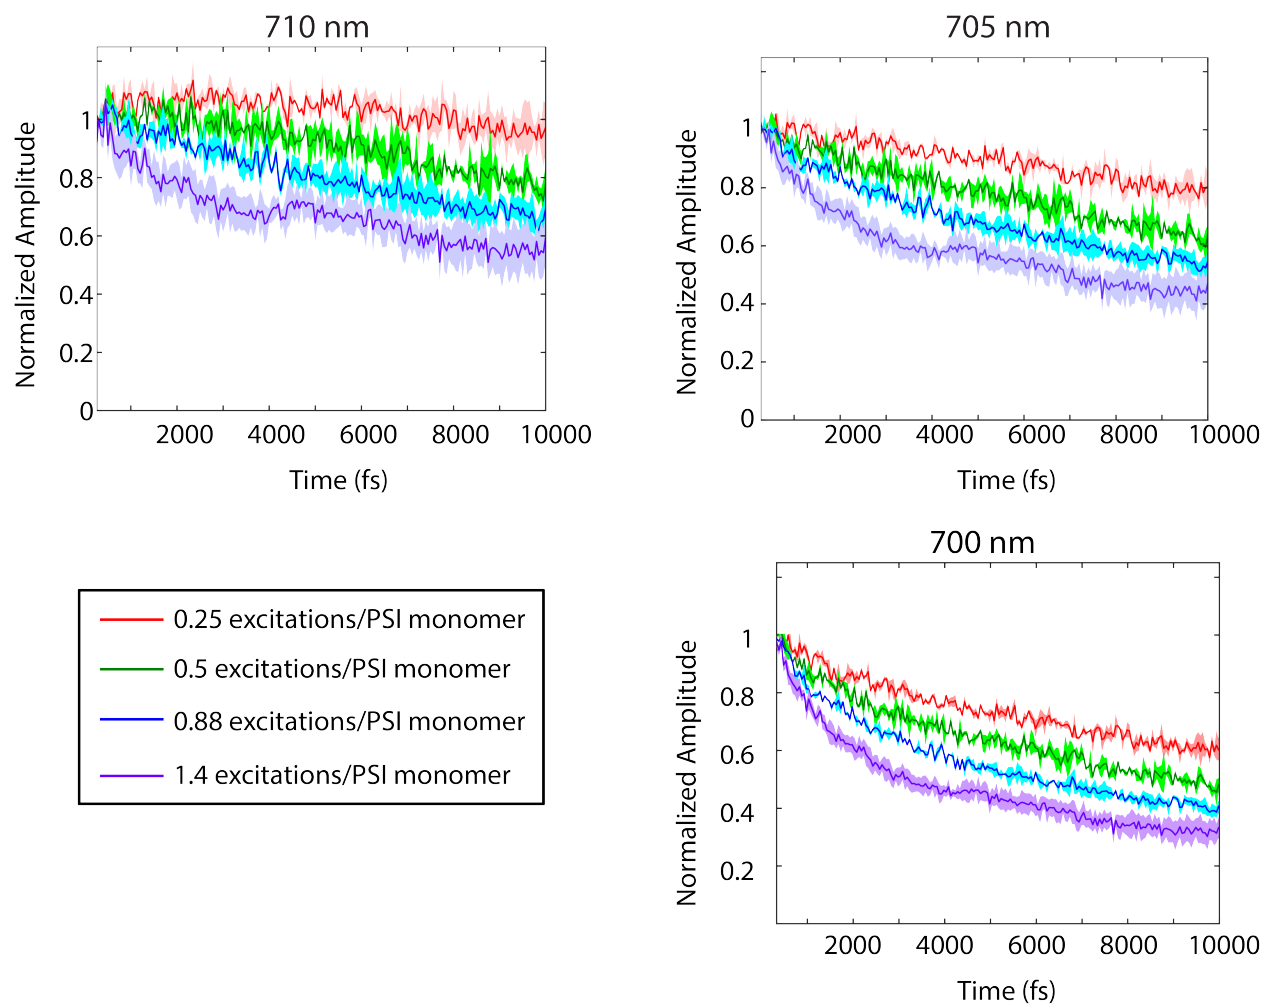 710 nm
Normalized Amplitude
1
0.8
0.6
0.4
0.2
0
2000 4000 6000 8000 10000
Time (fs)
705 nm
Normalized Amplitude
1
0.8
0.6
0.4
0.2
0
2000 4000 6000 8000 10000
Time (fs)
0.25 excitations/PSI monomer
0.5 excitations/PSI monomer
0.88 excitations/PSI monomer
1.4 excitations/PSI monomer
700 nm
Normalized Amplitude
1
0.8
0.6
0.4
0.2
2000 4000 6000 8000 10000
Time (fs)